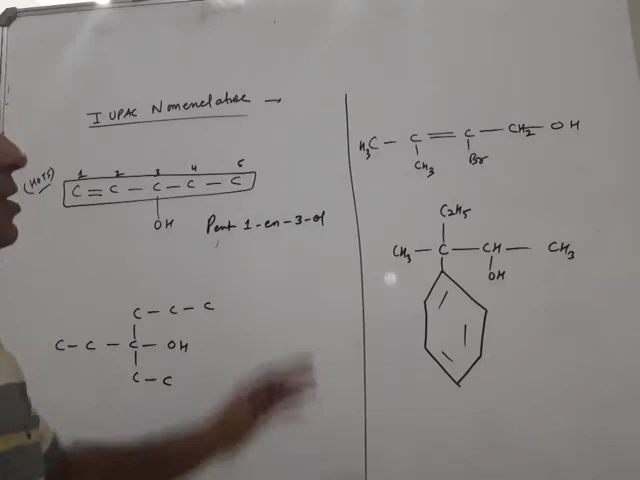 IUPAC Nomenclature →
(HOTS)
1 2 3 4 5
C = C - C - C - C
OH
Pent 1-en-3-ol
C - C - C
C - C - C - OH
C - C
H3C - C = C - CH2 - OH
CH3 Br
C2H5
CH3 - C - CH - CH3
OH